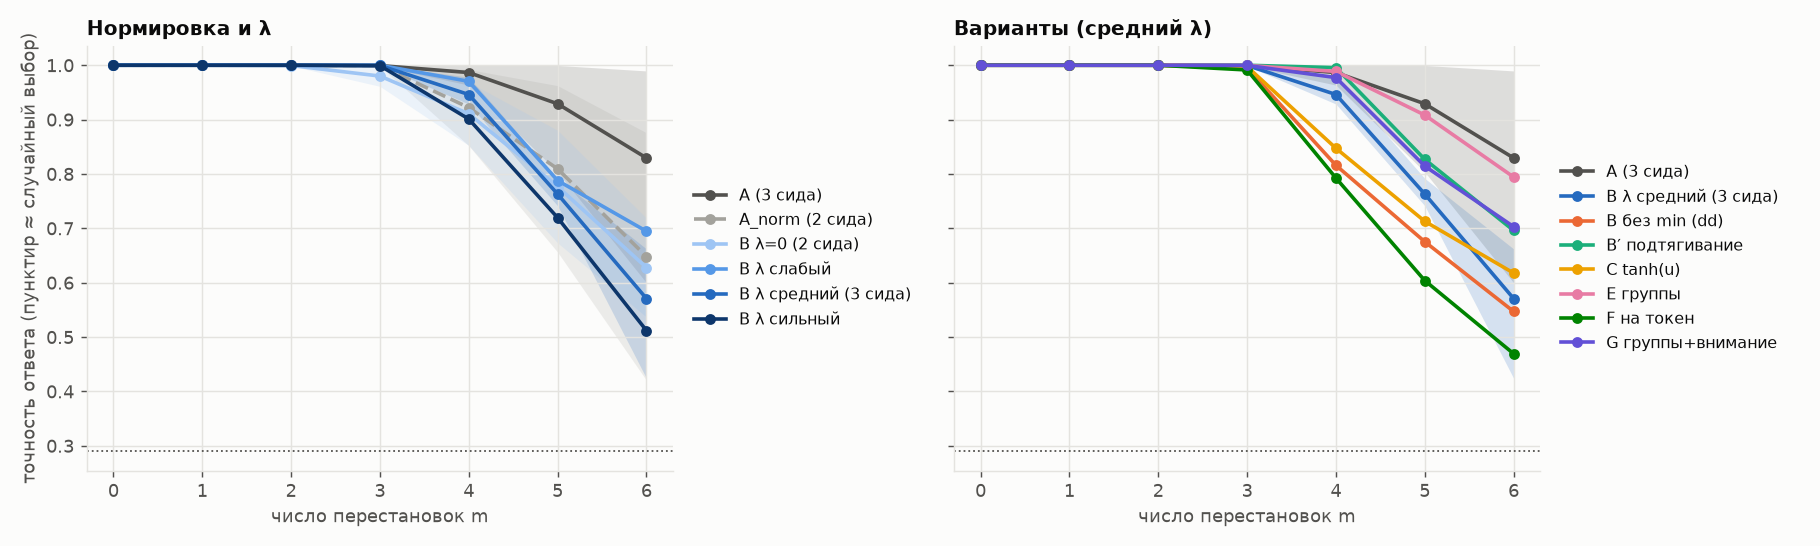 Нормировка и λ
точность ответа (пунктир ≈ случайный выбор)
1.0
0.9
0.8
0.7
0.6
0.5
0.4
0.3
0 1 2 3 4 5 6
число перестановок m
A (3 сида)
A_norm (2 сида)
B λ=0 (2 сида)
B λ слабый
B λ средний (3 сида)
B λ сильный
Варианты (средний λ)
0 1 2 3 4 5 6
число перестановок m
A (3 сида)
B λ средний (3 сида)
B без min (dd)
B′ подтягивание
C tanh(u)
E группы
F на токен
G группы+внимание